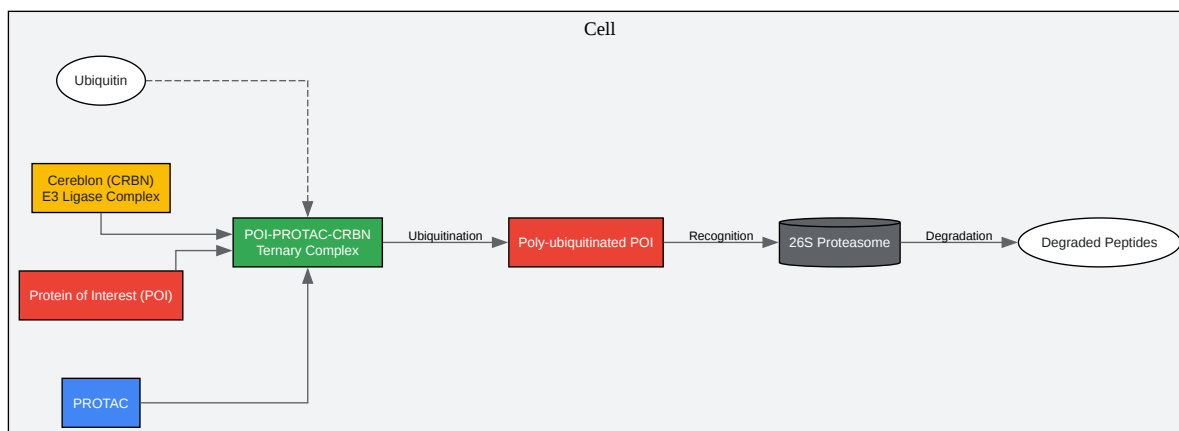 Cell
Ubiquitin
Cereblon (CRBN)
E3 Ligase Complex
Protein of Interest (POI)
PROTAC
POI-PROTAC-CRBN
Ternary Complex
Ubiquitination
Poly-ubiquitinated POI
Recognition
26S Proteasome
Degradation
Degraded Peptides